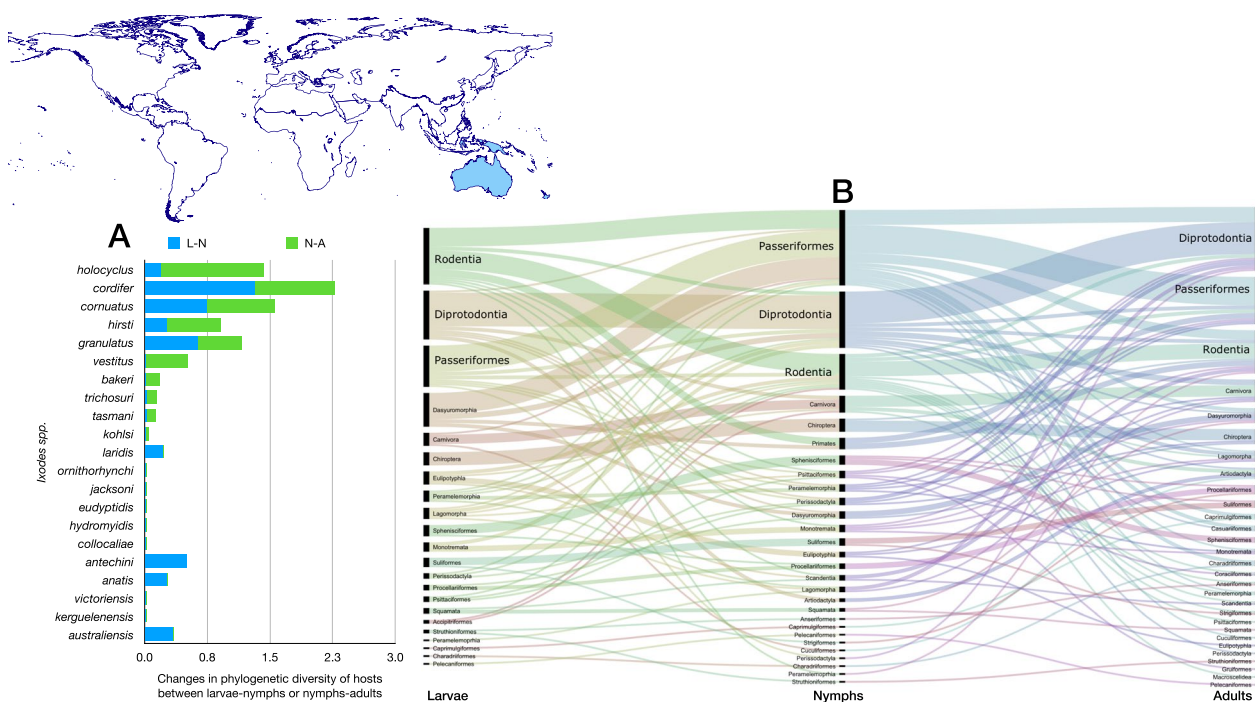 A
L-N
N-A
holocyclus
cordifer
cornuatus
hirsti
granulatus
vestitus
bakeri
trichosuri
tasmani
kohlsi
laridis
ornithorhynchi
jacksoni
eudyptidis
hydromyidis
collocaliae
antechini
anatis
victoriensis
kerguelenensis
australiensis
Ixodes spp.
0.0
0.8
1.5
2.3
3.0
Changes in phylogenetic diversity of hosts
between larvae-nymphs or nymphs-adults
B
Rodentia
Diprotodontia
Passeriformes
Dasyuromorphia
Carnivora
Chiroptera
Eulipotyphla
Peramelemorphia
Lagomorpha
Sphenisciformes
Monotremata
Suliformes
Perissodactyla
Procellariiformes
Psittaciformes
Squamata
Accipitriformes
Struthioniformes
Peramelemoprhia
Caprimulgiformes
Charadriiformes
Pelecaniformes
Larvae
Passeriformes
Diprotodontia
Rodentia
Carnivora
Chiroptera
Primates
Sphenisciformes
Psittaciformes
Peramelemorphia
Perissodactyla
Dasyuromorphia
Monotremata
Suliformes
Eulipotyphla
Procellariiformes
Scandentia
Lagomorpha
Artiodactyla
Squamata
Anseriformes
Caprimulgiformes
Pelecaniformes
Strigiformes
Cuculiformes
Perissodactyla
Charadriiformes
Peramelemoprhia
Struthioniformes
Nymphs
Diprotodontia
Passeriformes
Rodentia
Carnivora
Dasyuromorphia
Chiroptera
Lagomorpha
Artiodactyla
Procellariiformes
Suliformes
Caprimulgiformes
Casuariiformes
Sphenisciformes
Monotremata
Charadriiformes
Coraciiformes
Anseriformes
Peramelemorphia
Scandentia
Strigiformes
Psittaciformes
Squamata
Cuculiformes
Eulipotyphla
Perissodactyla
Struthioniformes
Gruiformes
Macroscelidea
Pelecaniformes
Adults